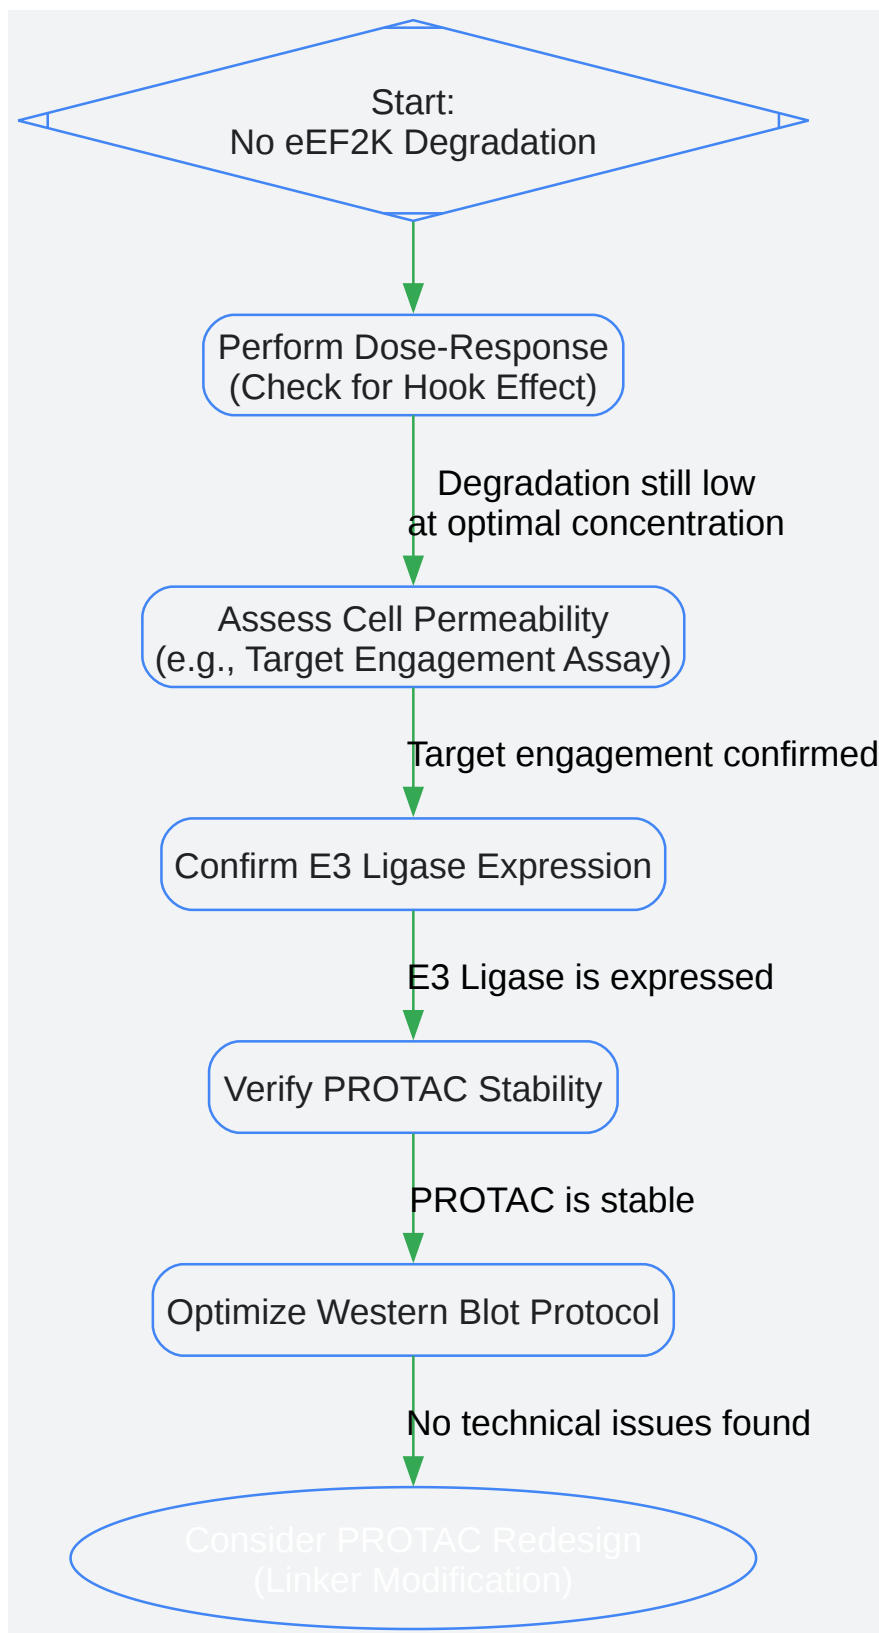 Start:
No eEF2K Degradation
Perform Dose-Response
(Check for Hook Effect)
Degradation still low
at optimal concentration
Assess Cell Permeability
(e.g., Target Engagement Assay)
Target engagement confirmed
Confirm E3 Ligase Expression
E3 Ligase is expressed
Verify PROTAC Stability
PROTAC is stable
Optimize Western Blot Protocol
No technical issues found
Consider PROTAC Redesign
(Linker Modification)